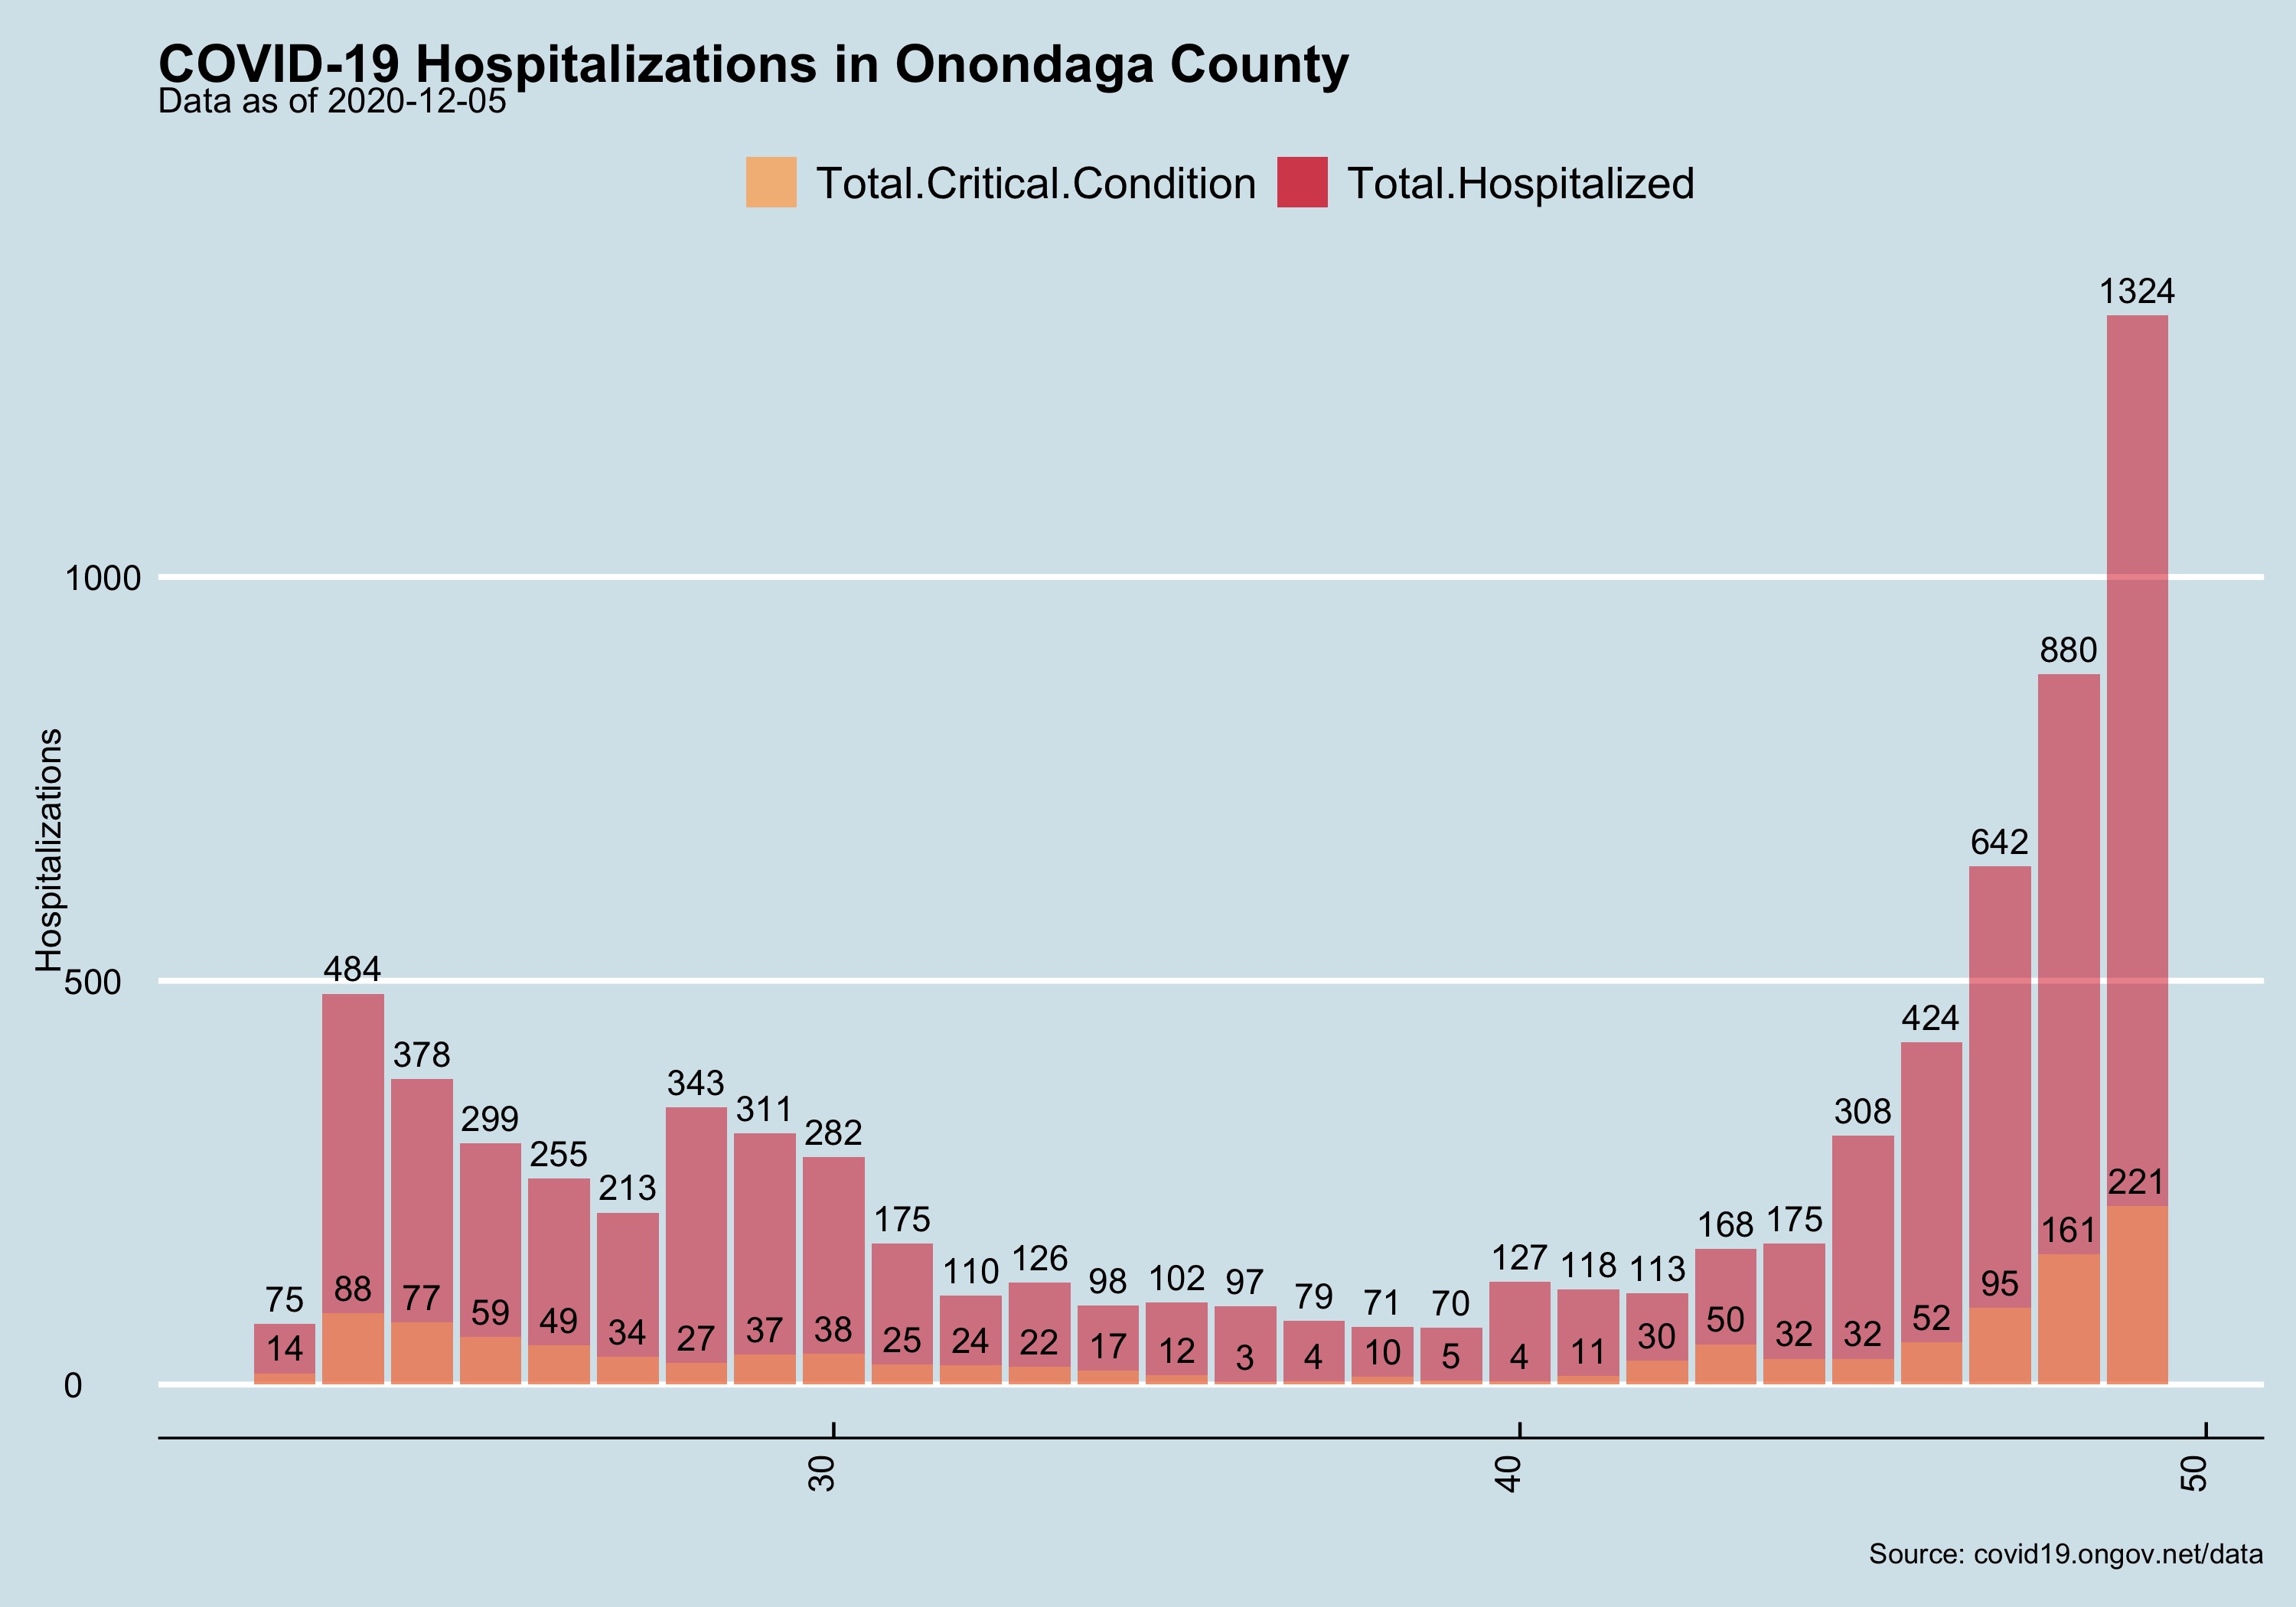 COVID-19 Hospitalizations in Onondaga County
Data as of 2020-12-05
Total.Critical.Condition Total.Hospitalized
Hospitalizations
1000
500
0
75 484 378 299 255 213 343 311 282 175 110 126 98 102 97 79 71 70 127 118 113 168 175 308 424 642 880 1324
14 88 77 59 49 34 27 37 38 25 24 22 17 12 3 4 10 5 4 11 30 50 32 32 52 95 161 221
30 40 50
Source: covid19.ongov.net/data